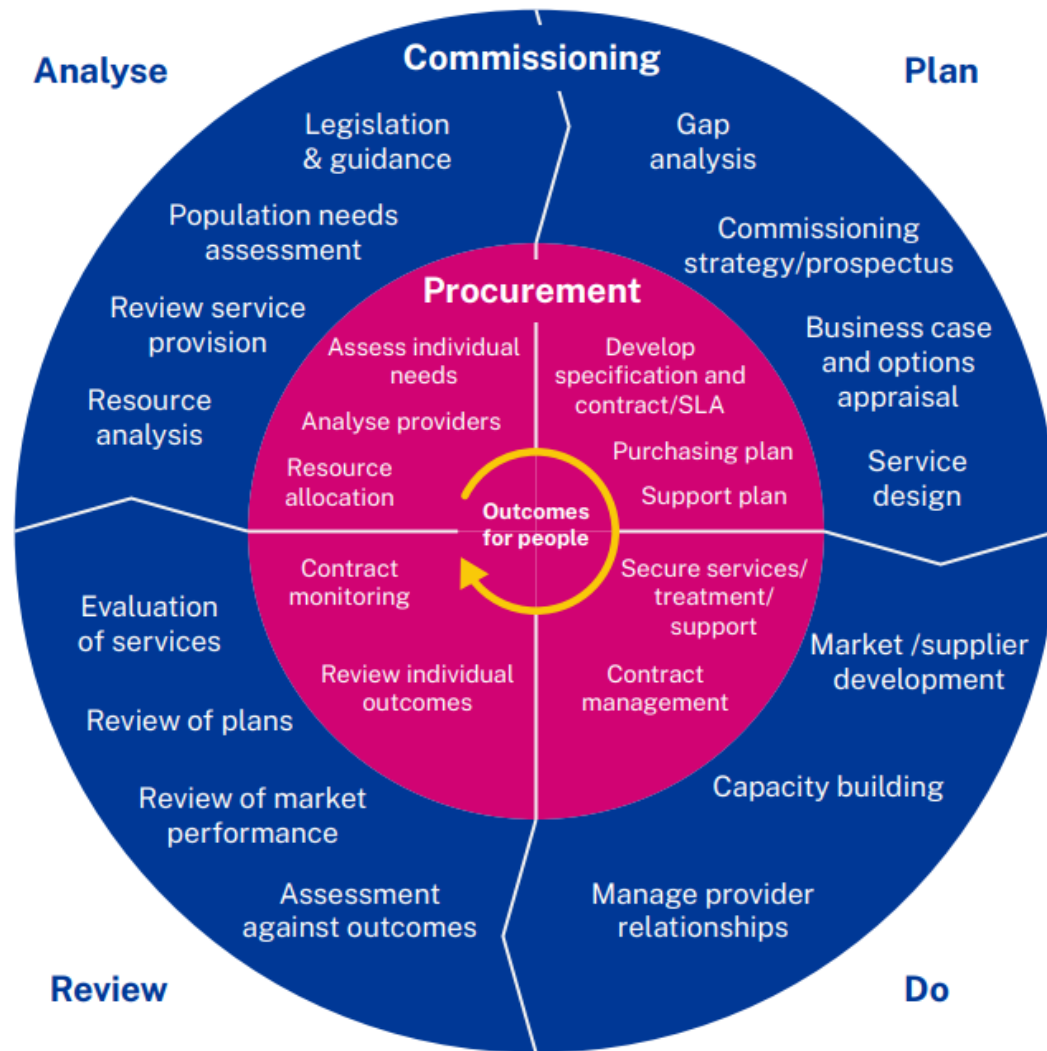 Analyse
Commissioning
Plan
Legislation
& guidance
Population needs
assessment
Review service
provision
Resource
analysis
Gap
analysis
Commissioning
strategy/prospectus
Business case
and options
appraisal
Service
design
Procurement
Assess individual
needs
Analyse providers
Resource
allocation
Develop
specification and
contract/SLA
Purchasing plan
Support plan
Outcomes
for people
Contract
monitoring
Review individual
outcomes
Secure services/
treatment/
support
Contract
management
Evaluation
of services
Review of plans
Review of market
performance
Assessment
against outcomes
Market /supplier
development
Capacity building
Manage provider
relationships
Review
Do